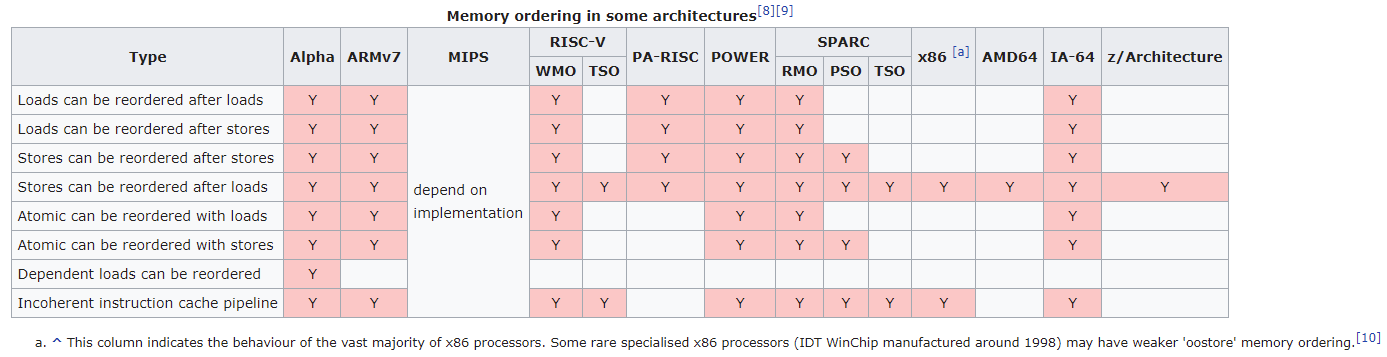 Memory ordering in some architectures[8][9]
Type Alpha ARMv7 MIPS RISC-V PA-RISC POWER SPARC x86 [a] AMD64 IA-64 z/Architecture
WMO TSO RMO PSO TSO
Loads can be reordered after loads Y Y depend on implementation Y Y Y Y Y
Loads can be reordered after stores Y Y Y Y Y Y Y
Stores can be reordered after stores Y Y Y Y Y Y Y Y
Stores can be reordered after loads Y Y Y Y Y Y Y Y Y Y Y Y Y
Atomic can be reordered with loads Y Y Y Y Y Y
Atomic can be reordered with stores Y Y Y Y Y Y Y
Dependent loads can be reordered Y
Incoherent instruction cache pipeline Y Y Y Y Y Y Y Y Y Y
a. ^ This column indicates the behaviour of the vast majority of x86 processors. Some rare specialised x86 processors (IDT WinChip manufactured around 1998) may have weaker 'oostore' memory ordering.[10]